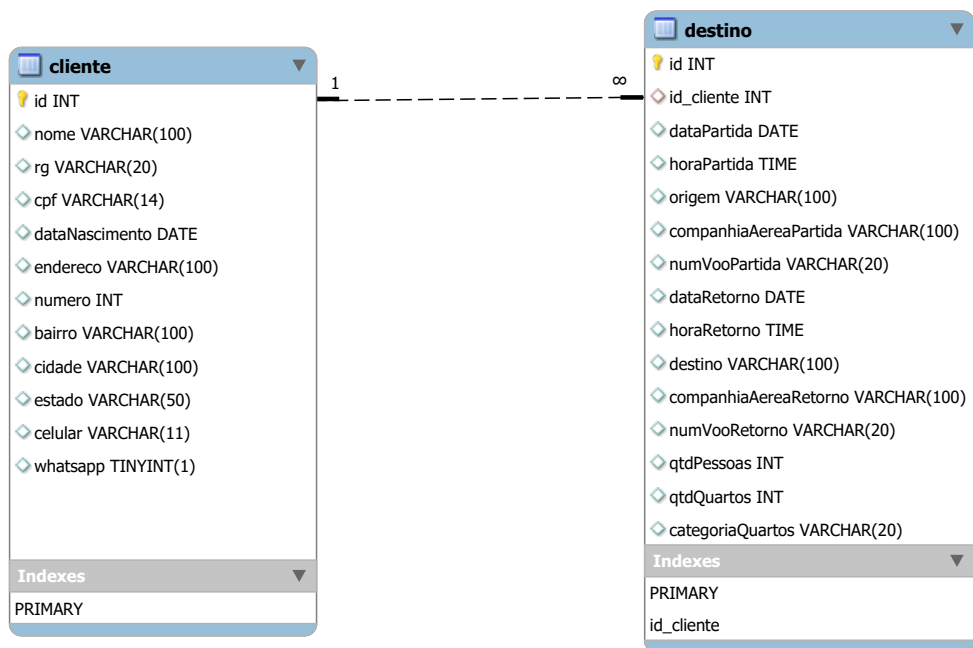 cliente
id INT
nome VARCHAR(100)
rg VARCHAR(20)
cpf VARCHAR(14)
dataNascimento DATE
endereco VARCHAR(100)
numero INT
bairro VARCHAR(100)
cidade VARCHAR(100)
estado VARCHAR(50)
celular VARCHAR(11)
whatsapp TINYINT(1)
Indexes
PRIMARY
1
∞
destino
id INT
id_cliente INT
dataPartida DATE
horaPartida TIME
origem VARCHAR(100)
companhiaAereaPartida VARCHAR(100)
numVooPartida VARCHAR(20)
dataRetorno DATE
horaRetorno TIME
destino VARCHAR(100)
companhiaAereaRetorno VARCHAR(100)
numVooRetorno VARCHAR(20)
qtdPessoas INT
qtdQuartos INT
categoriaQuartos VARCHAR(20)
Indexes
PRIMARY
id_cliente